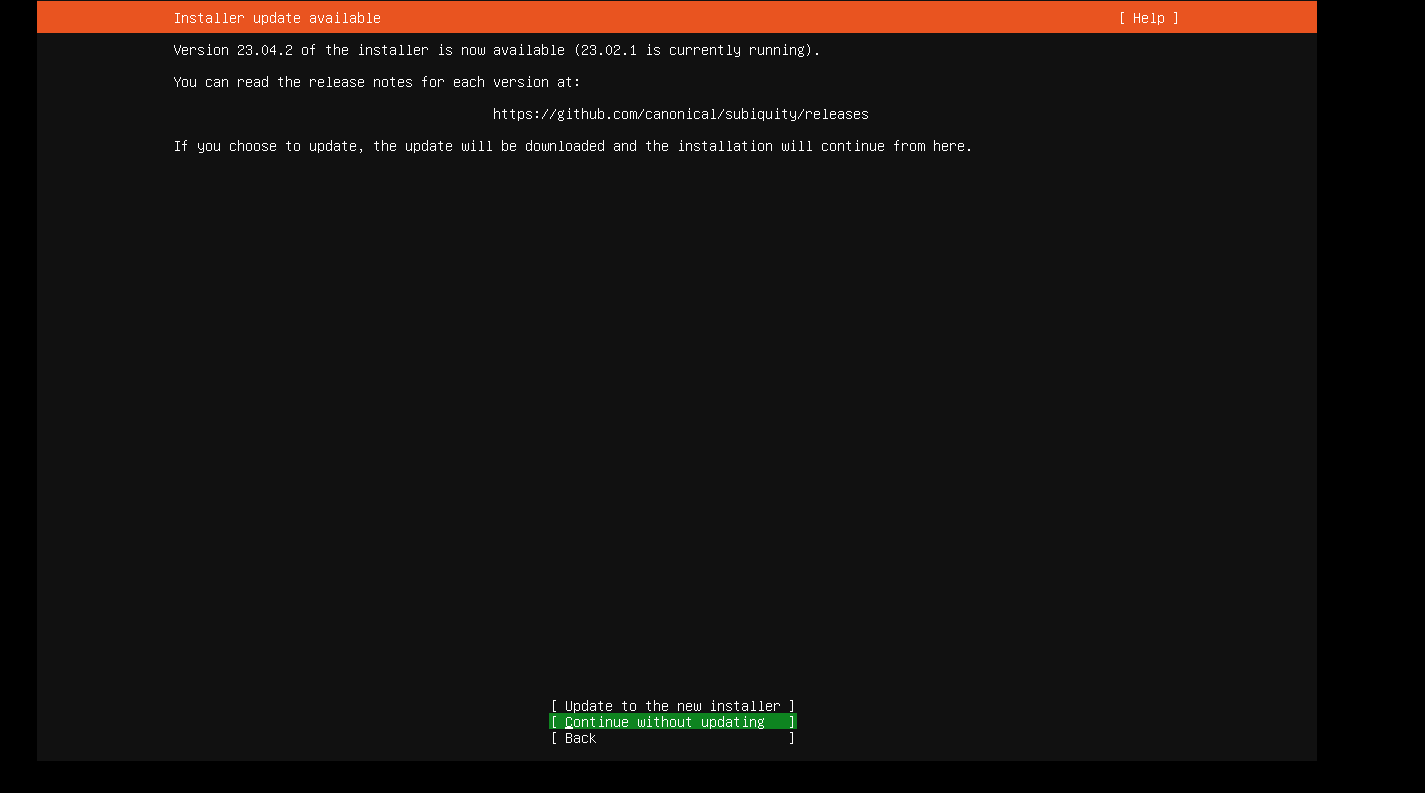 Installer update available [ Help ]
Version 23.04.2 of the installer is now available (23.02.1 is currently running).
You can read the release notes for each version at:
https://github.com/canonical/subiquity/releases
If you choose to update, the update will be downloaded and the installation will continue from here.
[ Update to the new installer ]
[ Continue without updating ]
[ Back ]